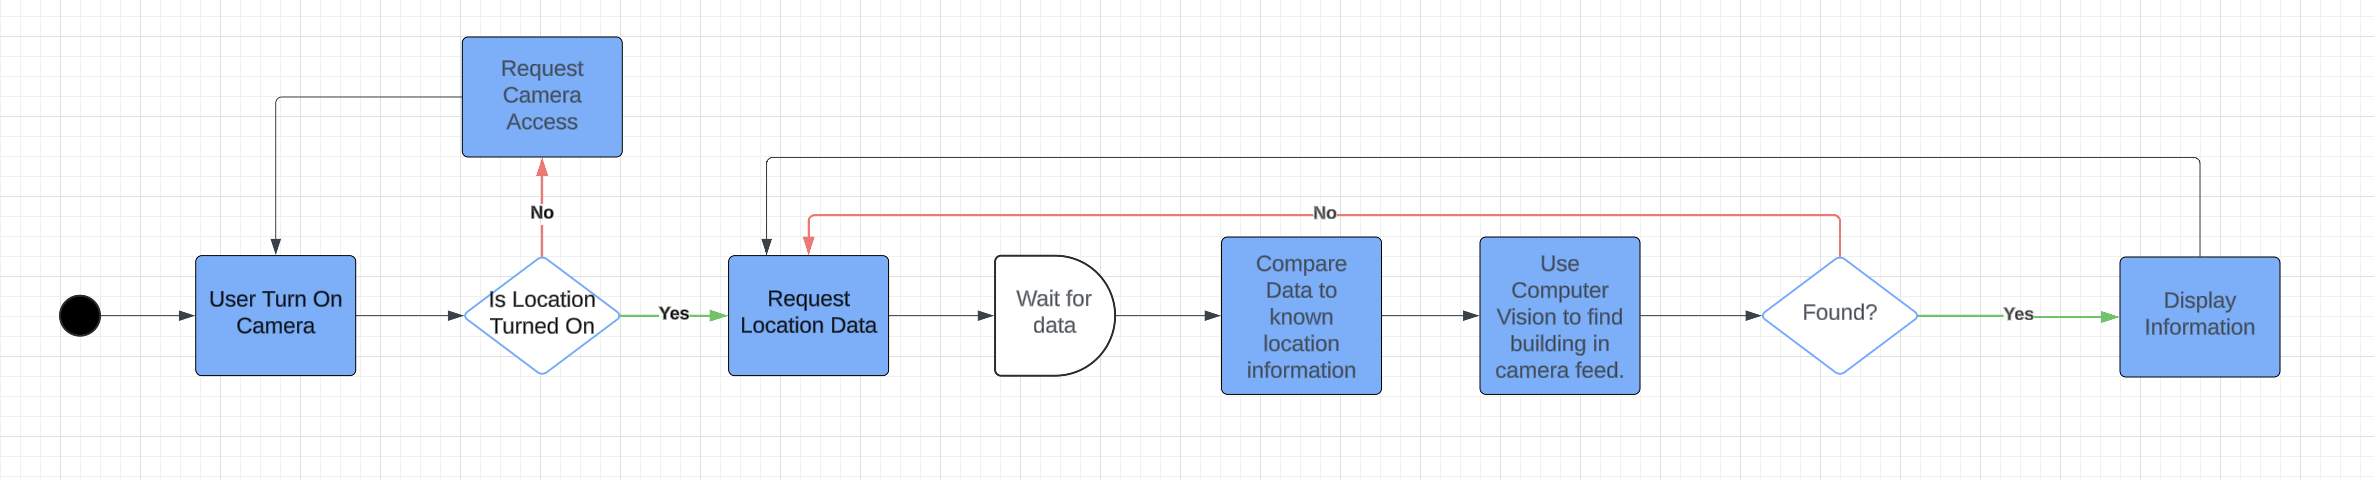 Request
Camera
Access
No
No
User Turn On
Camera
Is Location
Turned On
Yes
Request
Location Data
Wait for
data
Compare
Data to
known
location
information
Use
Computer
Vision to find
building in
camera feed.
Found?
Yes
Display
Information